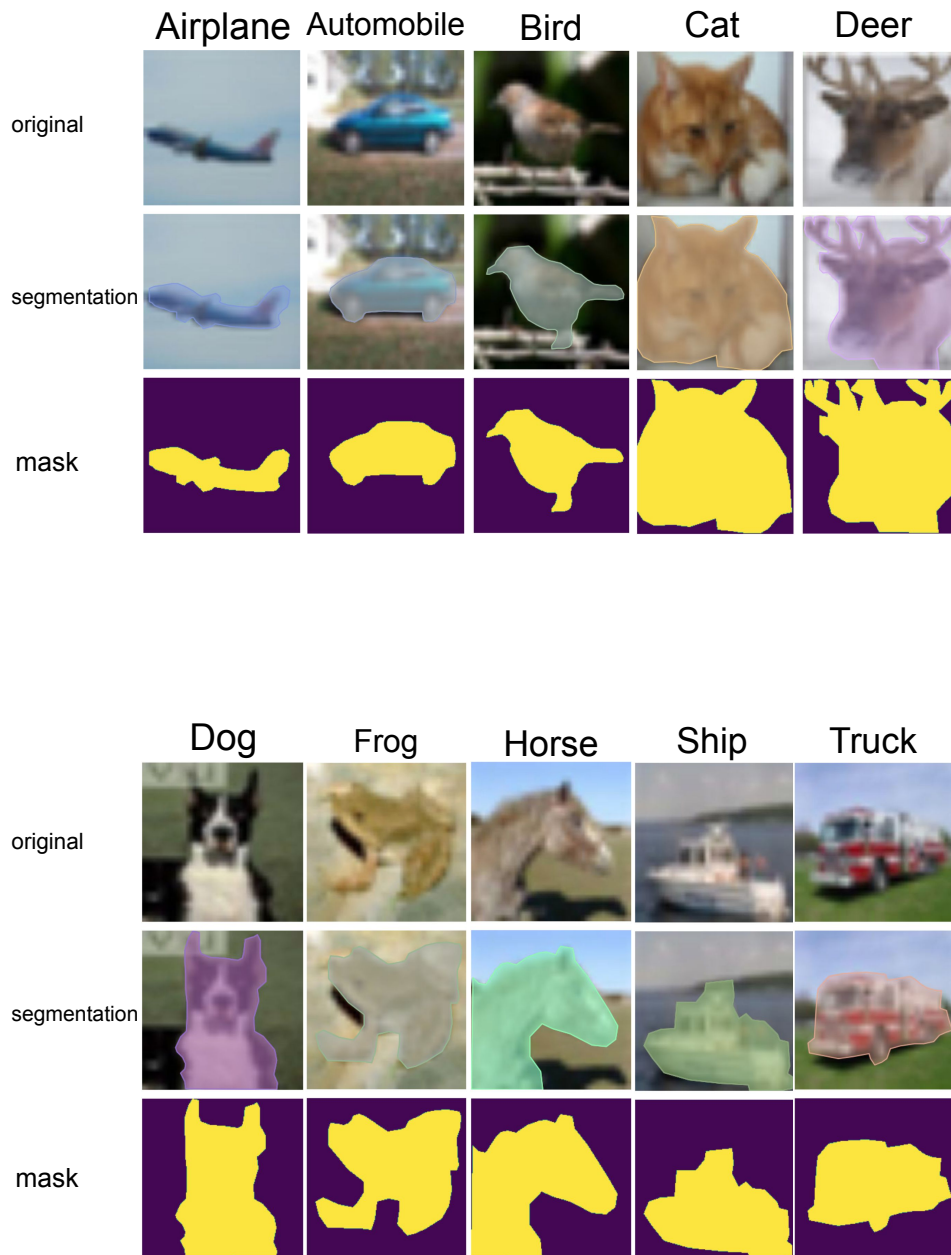 Airplane Automobile Bird Cat Deer
original
segmentation
mask
Dog Frog Horse Ship Truck
original
segmentation
mask